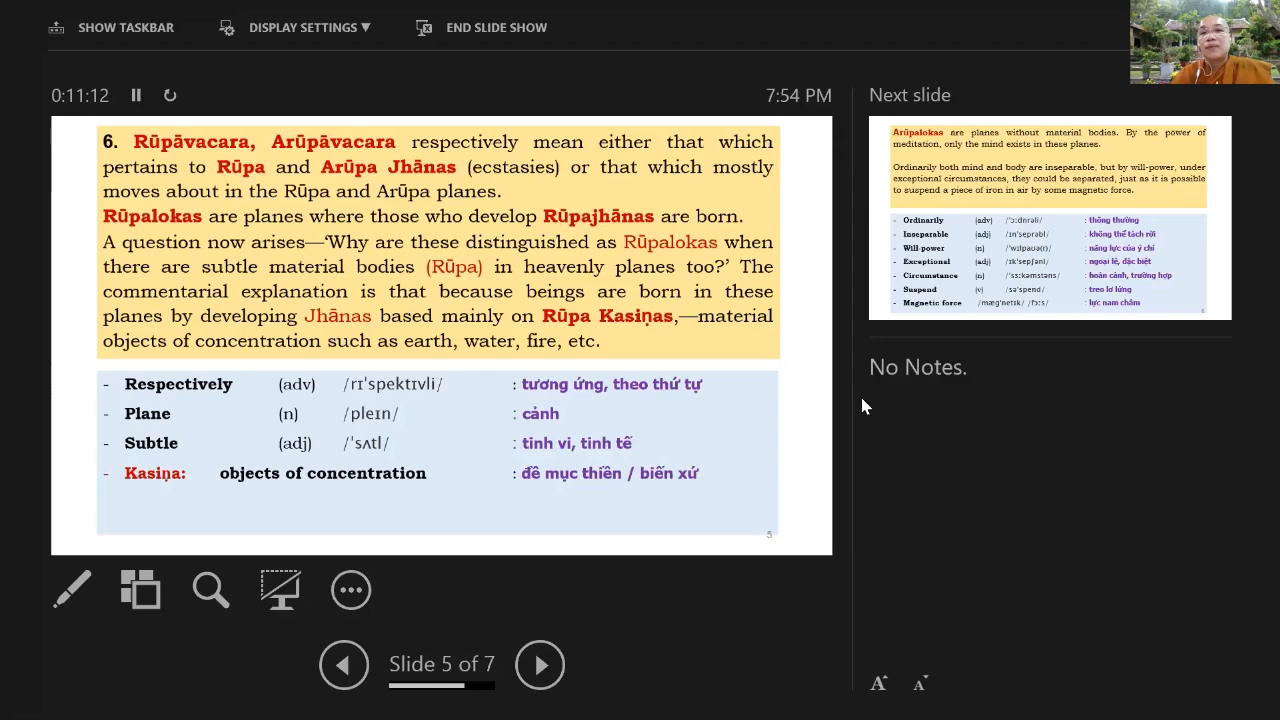 SHOW TASKBAR DISPLAY SETTINGS ▼ END SLIDE SHOW
0:11:12 7:54 PM
6. Rūpāvacara, Arūpāvacara respectively mean either that which
pertains to Rūpa and Arūpa Jhānas (ecstasies) or that which mostly
moves about in the Rūpa and Arūpa planes.
Rūpalokas are planes where those who develop Rūpajhānas are born.
A question now arises—‘Why are these distinguished as Rūpalokas when
there are subtle material bodies (Rūpa) in heavenly planes too?’ The
commentarial explanation is that because beings are born in these
planes by developing Jhānas based mainly on Rūpa Kasiṇas,—material
objects of concentration such as earth, water, fire, etc.
- Respectively (adv) /rɪˈspektɪvli/ : tương ứng, theo thứ tự
- Plane (n) /pleɪn/ : cảnh
- Subtle (adj) /ˈsʌtl/ : tinh vi, tinh tế
- Kasiṇa: objects of concentration : đề mục thiền / biến xứ
5
Slide 5 of 7
Next slide
Arūpalokas are planes without material bodies. By the power of
meditation, only the mind exists in these planes.
Ordinarily both mind and body are inseparable, but by will-power, under
exceptional circumstances, they could be separated, just as it is possible
to suspend a piece of iron in air by some magnetic force.
- Ordinarily (adv) /ˈɔːdnrəli/ : thông thường
- Inseparable (adj) /ɪnˈseprəbl/ : không thể tách rời
- Will-power (n) /ˈwɪlpaʊə(r)/ : năng lực của ý chí
- Exceptional (adj) /ɪkˈsepʃənl/ : ngoại lệ, đặc biệt
- Circumstance (n) /ˈsɜːkəmstəns/ : hoàn cảnh, trường hợp
- Suspend (v) /səˈspend/ : treo lơ lửng
- Magnetic force /mæɡˈnetɪk/ /fɔːs/ : lực nam châm
6
No Notes.
A A